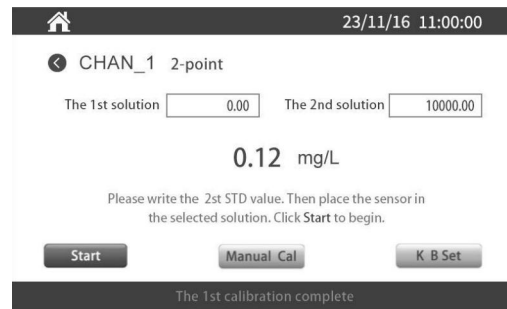 23/11/16 11:00:00
CHAN_1 2-point
The 1st solution 0.00 The 2nd solution 10000.00
0.12 mg/L
Please write the 2st STD value. Then place the sensor in
the selected solution. Click Start to begin.
Start Manual Cal K B Set
The 1st calibration complete